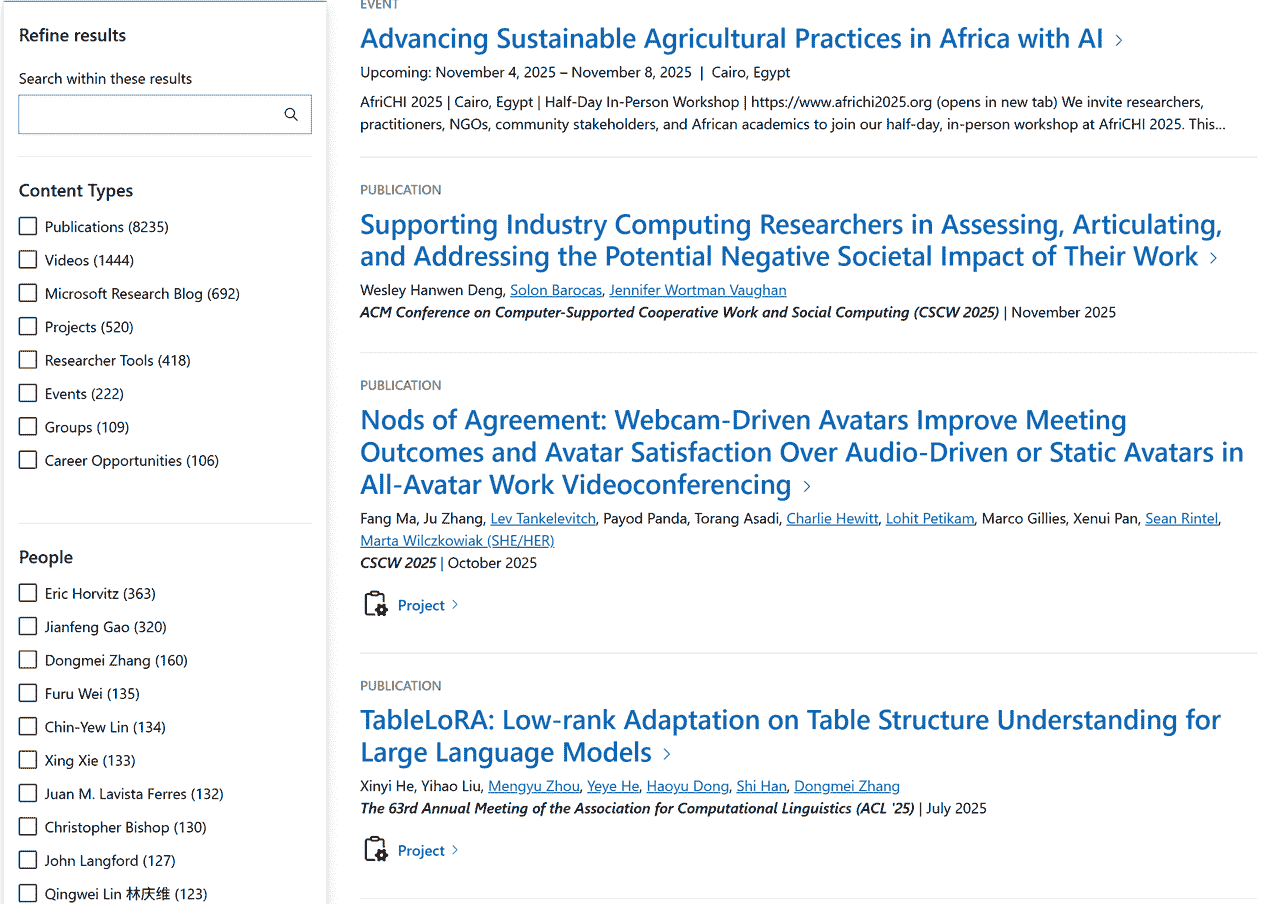 Refine results
Search within these results
Content Types
Publications (8235)
Videos (1444)
Microsoft Research Blog (692)
Projects (520)
Researcher Tools (418)
Events (222)
Groups (109)
Career Opportunities (106)
People
Eric Horvitz (363)
Jianfeng Gao (320)
Dongmei Zhang (160)
Furu Wei (135)
Chin-Yew Lin (134)
Xing Xie (133)
Juan M. Lavista Ferres (132)
Christopher Bishop (130)
John Langford (127)
Qingwei Lin 林庆维 (123)
EVENT
Advancing Sustainable Agricultural Practices in Africa with AI
Upcoming: November 4, 2025 – November 8, 2025 | Cairo, Egypt
AfriCHI 2025 | Cairo, Egypt | Half-Day In-Person Workshop | https://www.africhi2025.org (opens in new tab) We invite researchers,
practitioners, NGOs, community stakeholders, and African academics to join our half-day, in-person workshop at AfriCHI 2025. This…
PUBLICATION
Supporting Industry Computing Researchers in Assessing, Articulating,
and Addressing the Potential Negative Societal Impact of Their Work
Wesley Hanwen Deng, Solon Barocas, Jennifer Wortman Vaughan
ACM Conference on Computer-Supported Cooperative Work and Social Computing (CSCW 2025) | November 2025
PUBLICATION
Nods of Agreement: Webcam-Driven Avatars Improve Meeting
Outcomes and Avatar Satisfaction Over Audio-Driven or Static Avatars in
All-Avatar Work Videoconferencing
Fang Ma, Ju Zhang, Lev Tankelevitch, Payod Panda, Torang Asadi, Charlie Hewitt, Lohit Petikam, Marco Gillies, Xenui Pan, Sean Rintel,
Marta Wilczkowiak (SHE/HER)
CSCW 2025 | October 2025
Project
PUBLICATION
TableLoRA: Low-rank Adaptation on Table Structure Understanding for
Large Language Models
Xinyi He, Yihao Liu, Mengyu Zhou, Yeye He, Haoyu Dong, Shi Han, Dongmei Zhang
The 63rd Annual Meeting of the Association for Computational Linguistics (ACL '25) | July 2025
Project